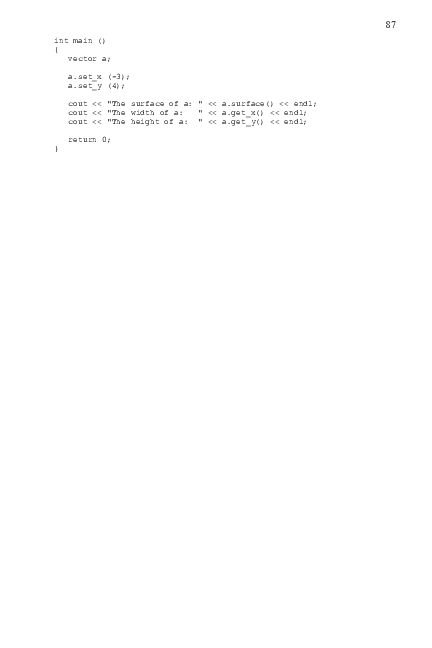 87
int main ()
{
   vector a;

   a.set_x (-3);
   a.set_y (4);

   cout << "The surface of a: " << a.surface() << endl;
   cout << "The width of a:   " << a.get_x() << endl;
   cout << "The height of a:  " << a.get_y() << endl;

   return 0;
}